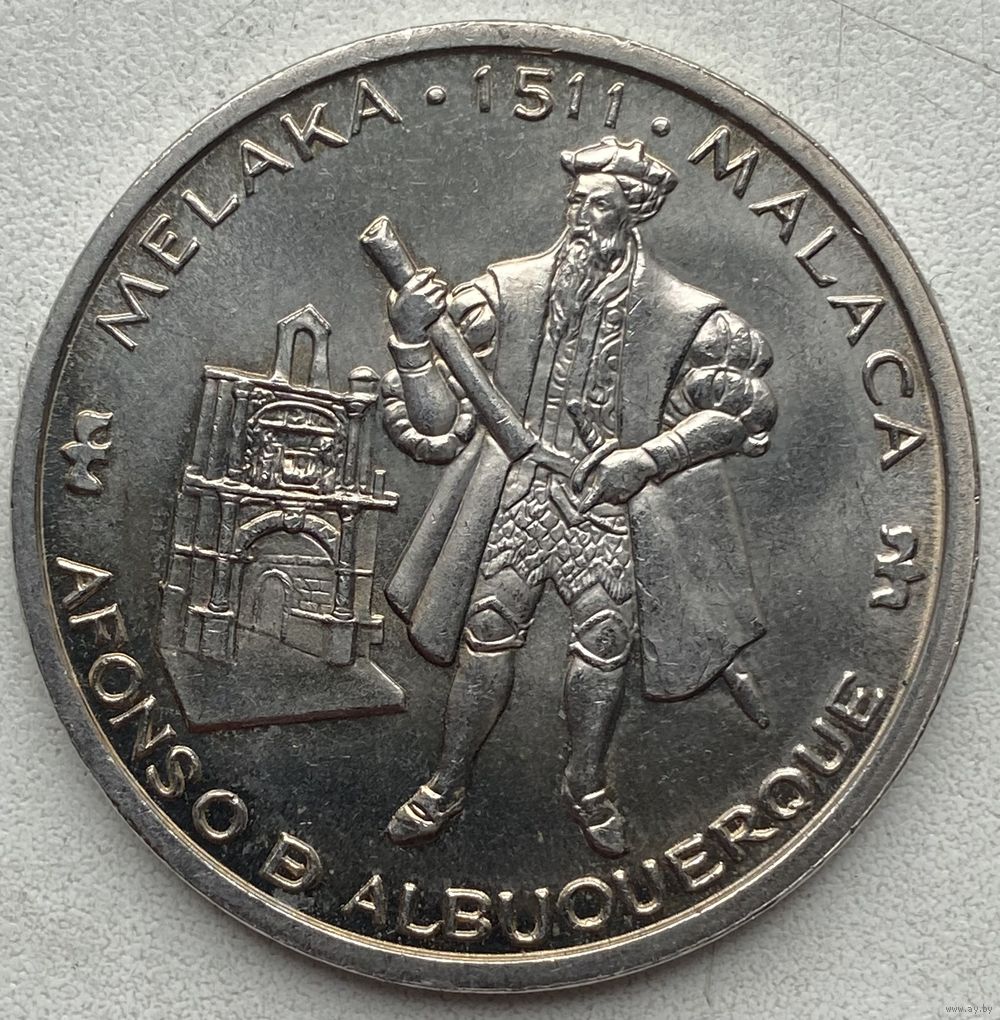 MELAKA · 1511 · MALACA
AFONSO D ALBUQUERQUE
www.ay.by